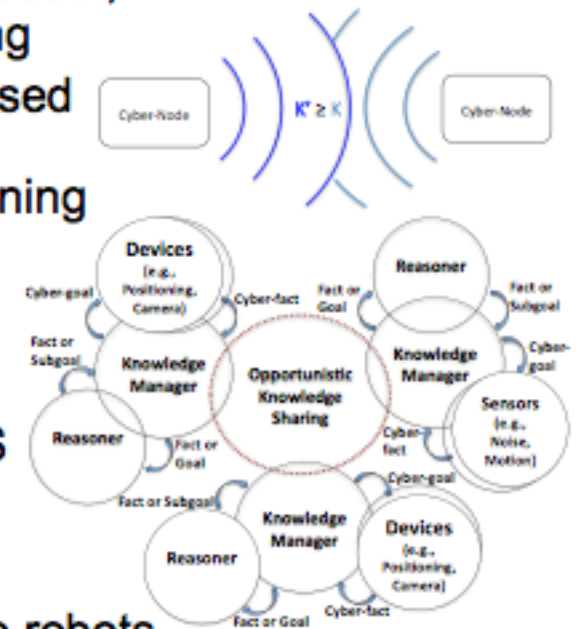 ng
sed
ning
s
robots
Cyber-Node
K' ≥ K
Cyber-Node
Devices
(e.g.,
Positioning,
Camera)
Cyber-goal
Cyber-fact
Fact or
Subgoal
Knowledge
Manager
Reasoner
Fact or
Goal
Opportunistic
Knowledge
Sharing
Reasoner
Fact or
Goal
Fact or
Subgoal
Knowledge
Manager
Cyber-
goal
Sensors
(e.g.,
Noise,
Motion)
Cyber-
fact
Cyber-goal
Fact or Subgoal
Knowledge
Manager
Devices
(e.g.,
Positioning,
Camera)
Reasoner
Fact or Goal
Cyber-fact